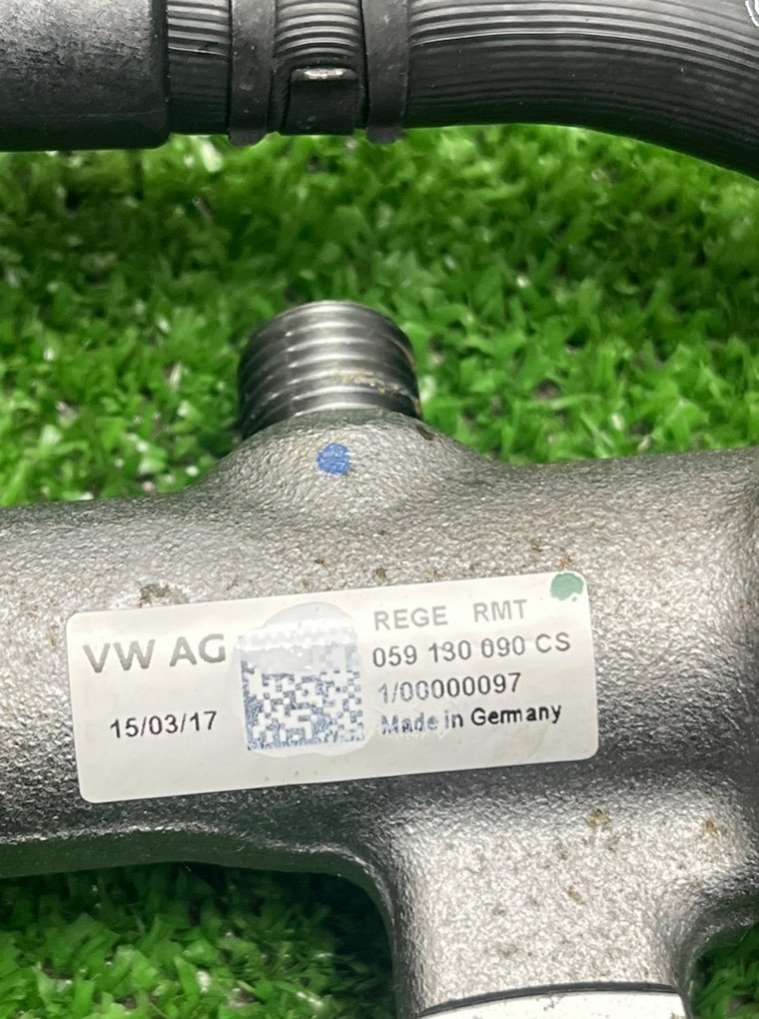 VW AG
15/03/17
REGE RMT
059 130 090 CS
1/00000097
Made in Germany